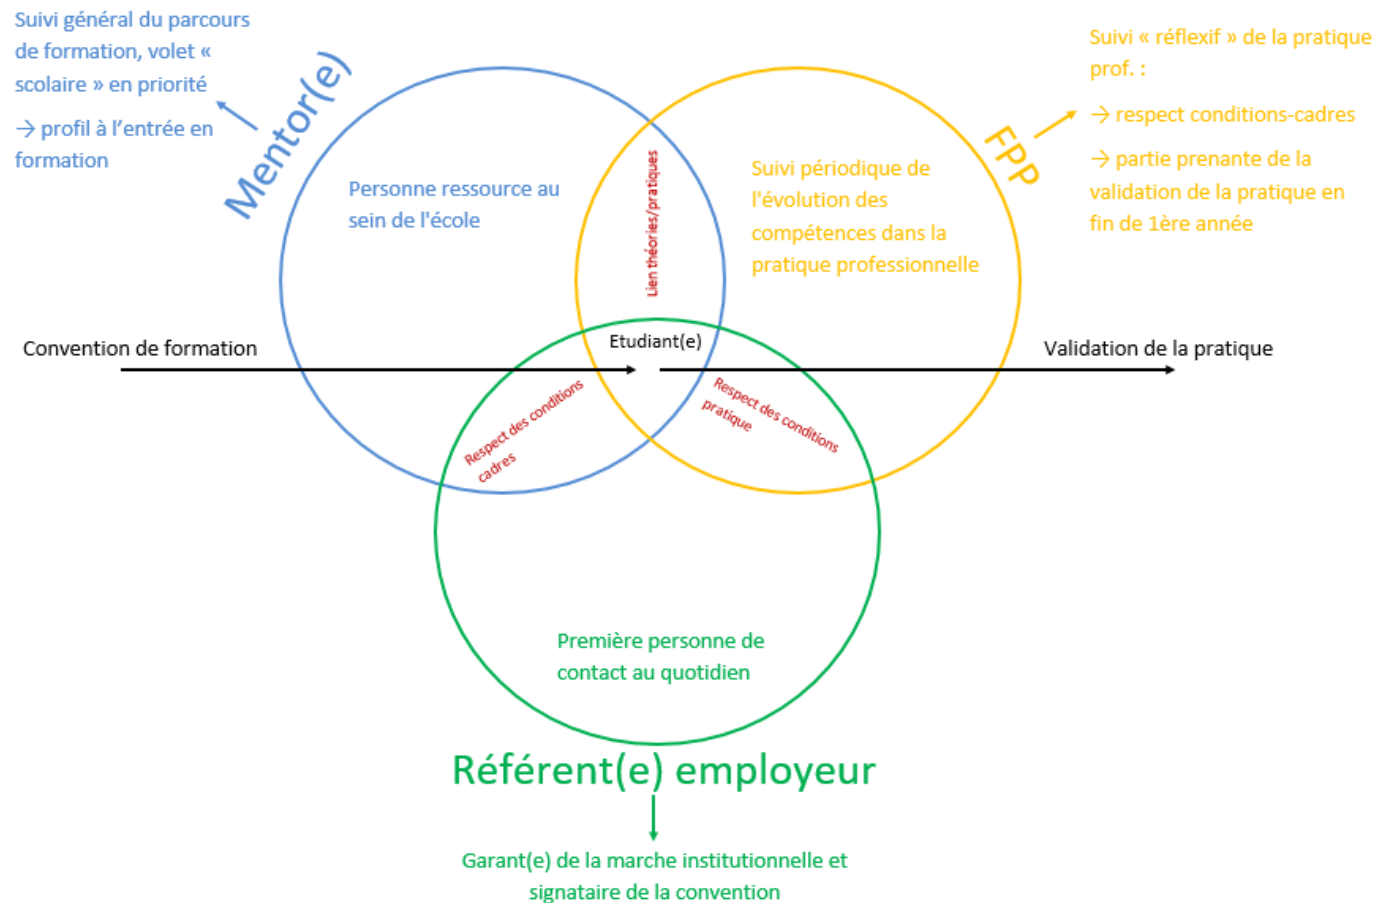 Suivi général du parcours
de formation, volet «
scolaire » en priorité
→ profil à l’entrée en
formation
Mentor(e)
Personne ressource au
sein de l'école
Lien théories/pratiques
Suivi périodique de
l'évolution des
compétences dans la
pratique professionnelle
FPP
Suivi « réflexif » de la pratique
prof. :
→ respect conditions-cadres
→ partie prenante de la
validation de la pratique en
fin de 1ère année
Convention de formation
Etudiant(e)
Validation de la pratique
Respect des conditions
cadres
Respect des conditions
pratique
Première personne de
contact au quotidien
Référent(e) employeur
Garant(e) de la marche institutionnelle et
signataire de la convention